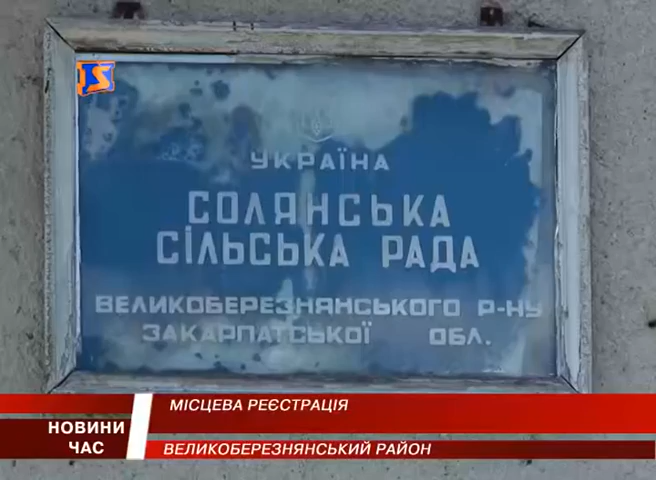 УКРАЇНА
СОЛЯНСЬКА
СІЛЬСЬКА РАДА
ВЕЛИКОБЕРЕЗНЯНСЬКОГО Р-НУ
ЗАКАРПАТСЬКОЇ ОБЛ.
МІСЦЕВА РЕЄСТРАЦІЯ
НОВИНИ
ЧАС
ВЕЛИКОБЕРЕЗНЯНСЬКИЙ РАЙОН